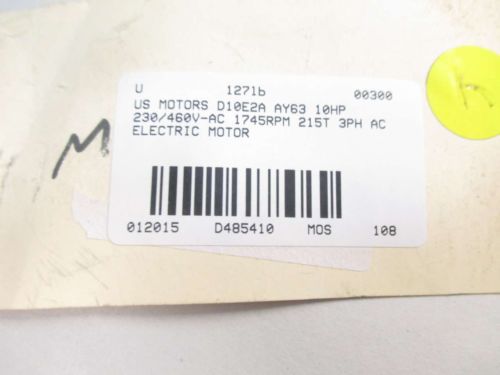 U 1271b 00300
US MOTORS D10E2A AY63 10HP
230/460V-AC 1745RPM 215T 3PH AC
ELECTRIC MOTOR
012015 D485410 MOS 108
M